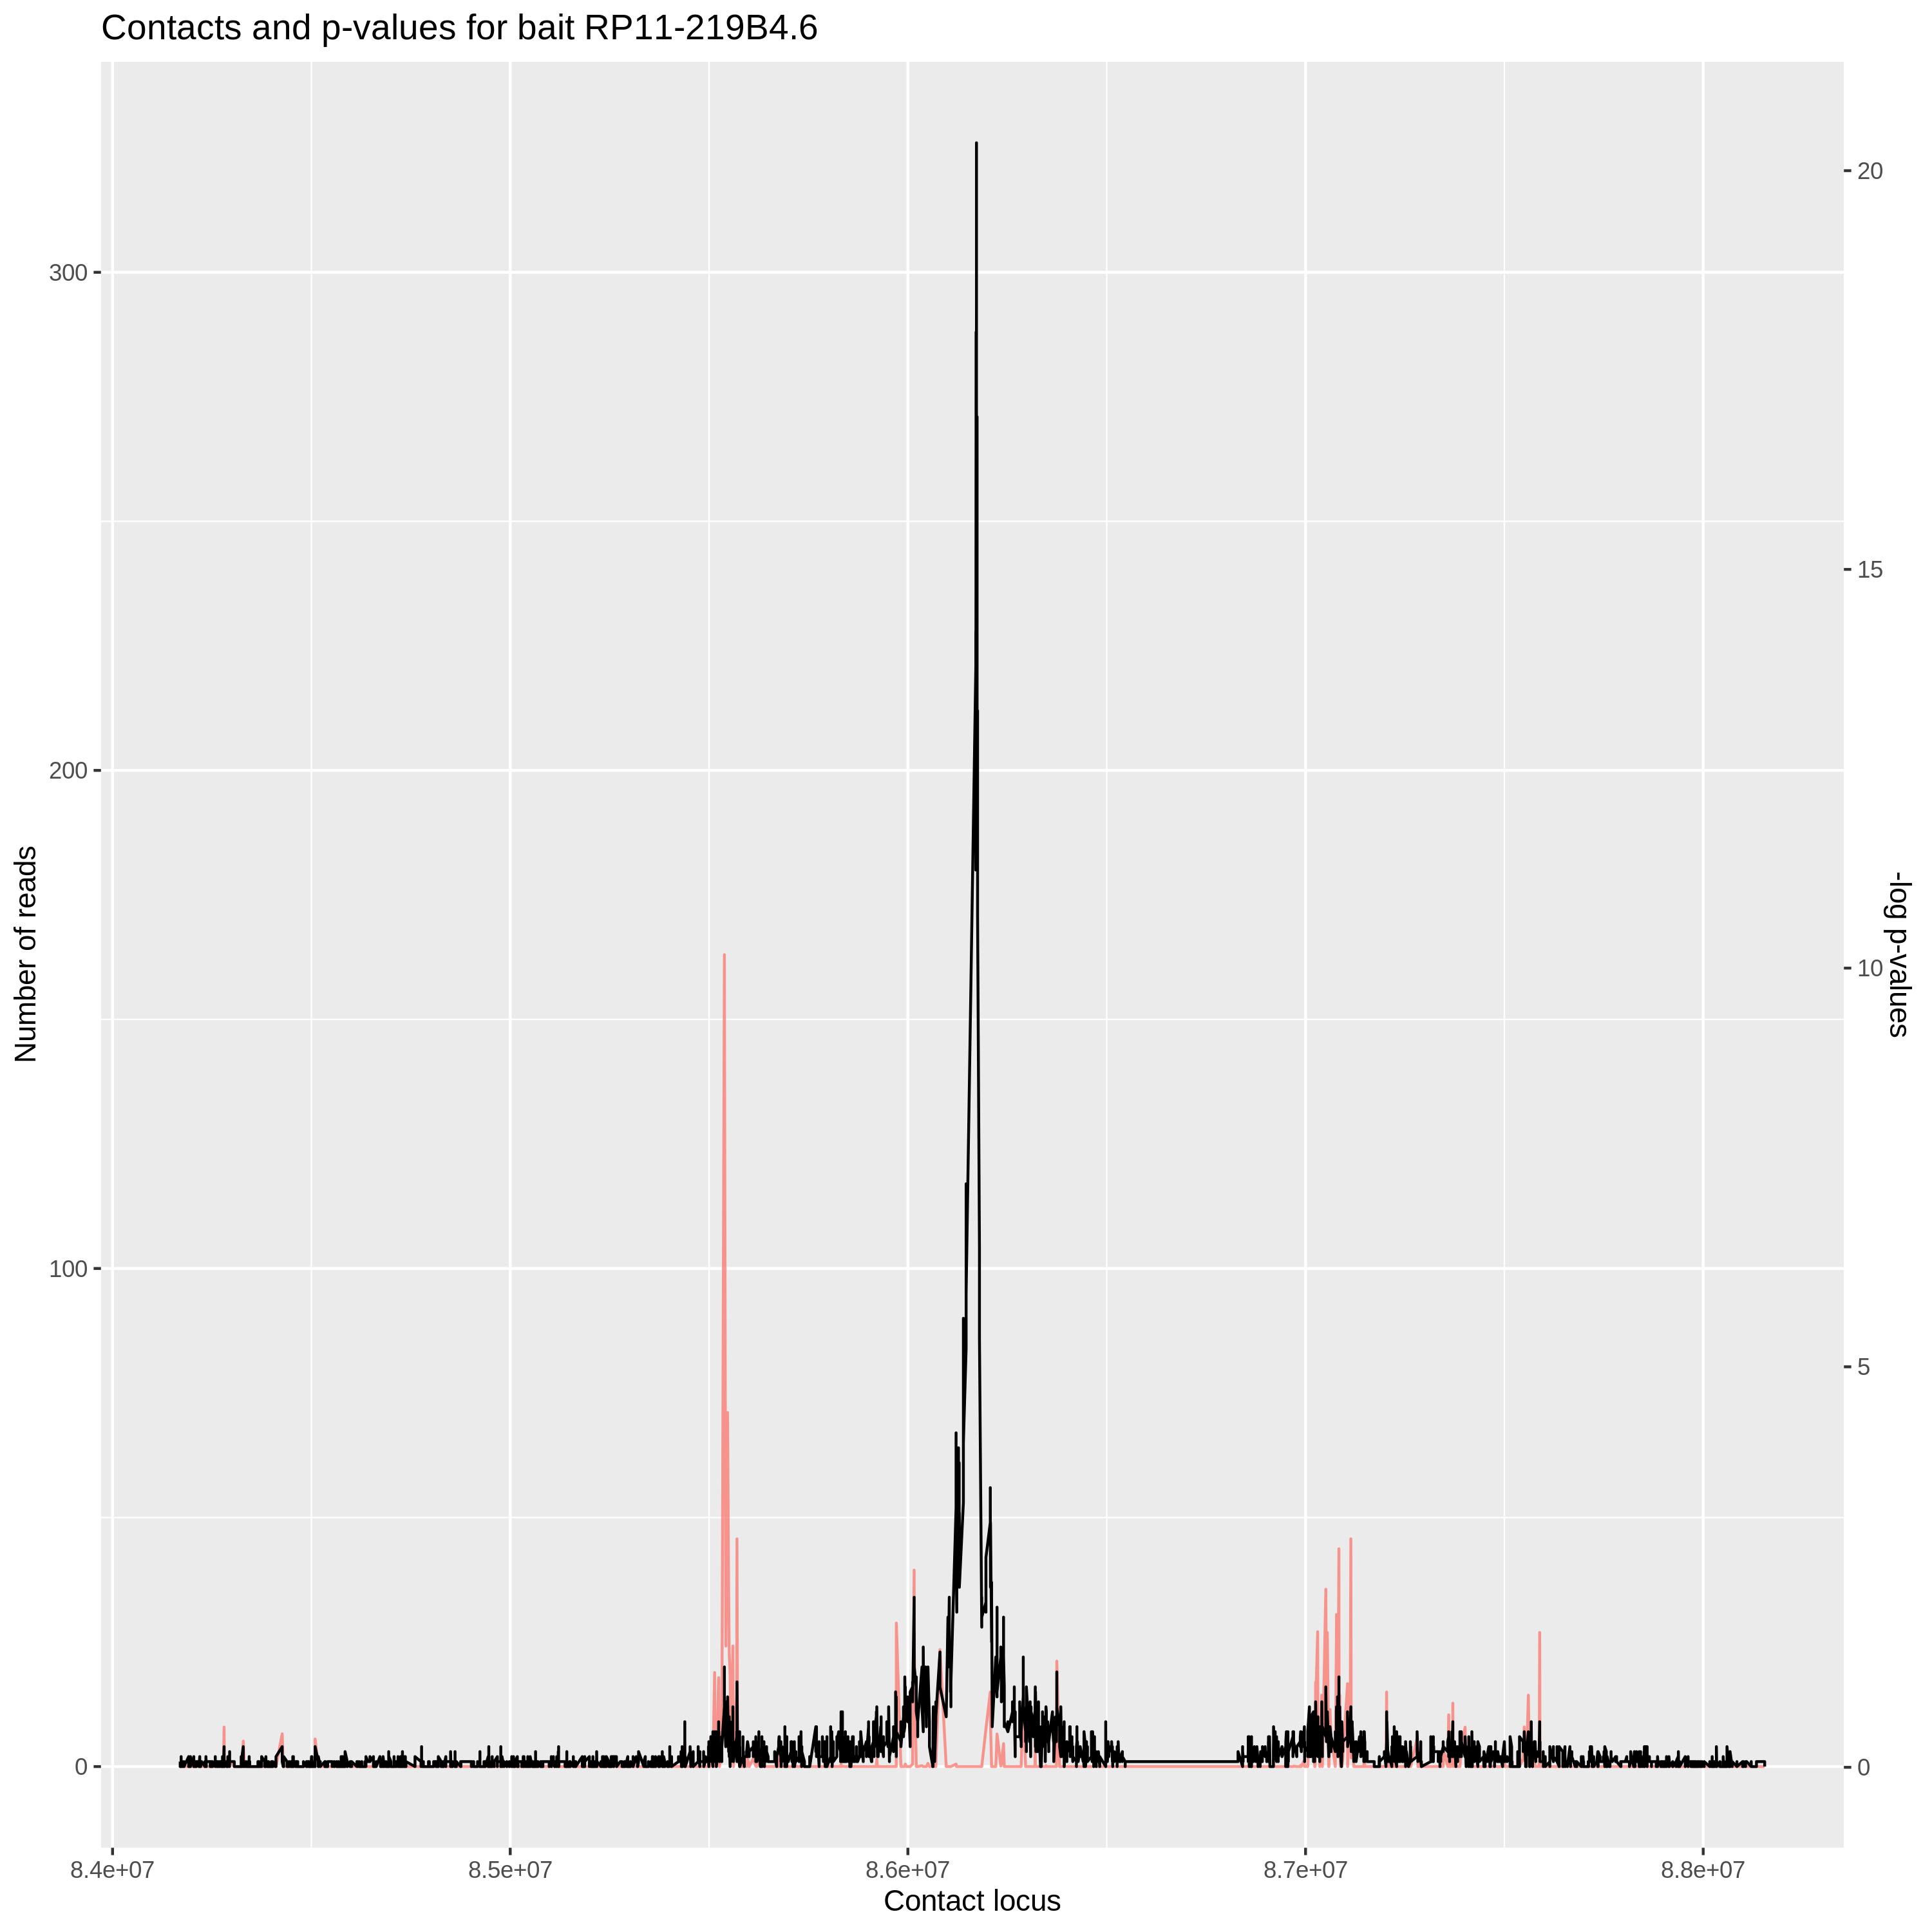 Contacts and p-values for bait RP11-219B4.6
300
200
100
0
Number of reads
20
15
10
5
0
-log p-values
8.4e+07
8.5e+07
8.6e+07
8.7e+07
8.8e+07
Contact locus